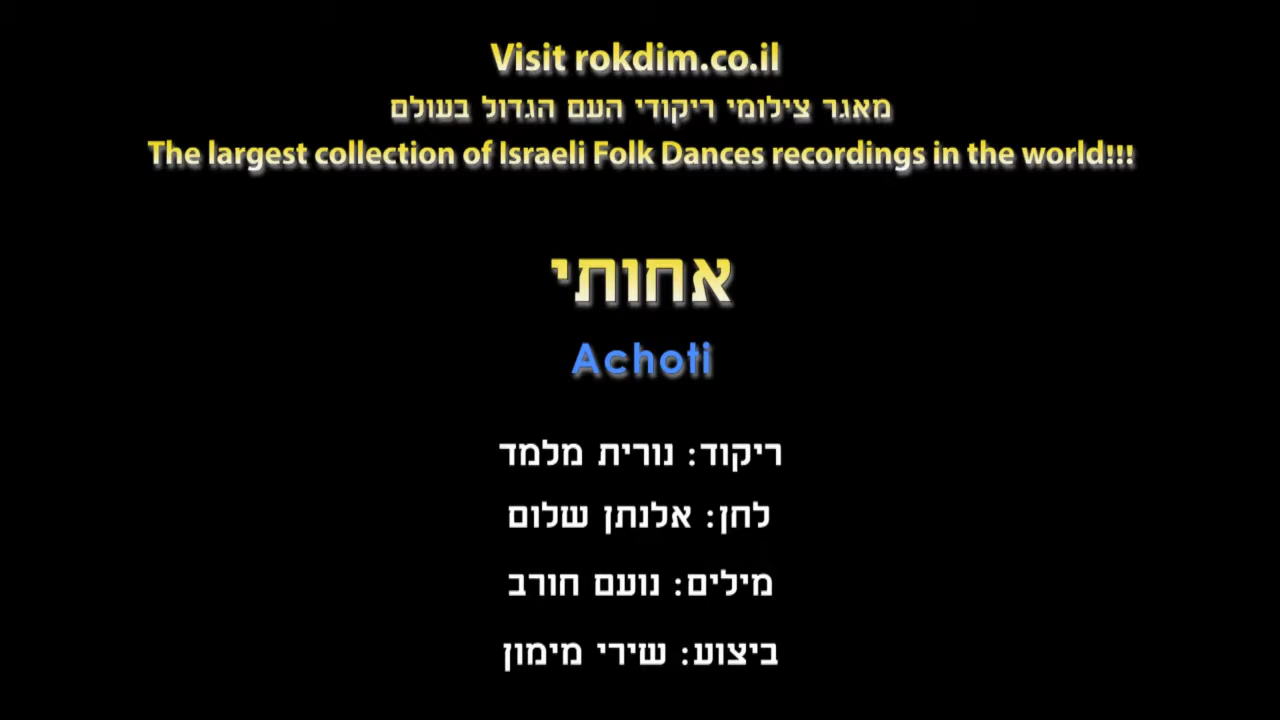 Visit rokdim.co.il
מאגר צילומי ריקודי העם הגדול בעולם
The largest collection of Israeli Folk Dances recordings in the world!!!
אחותי
Achoti
ריקוד: נורית מלמד
לחן: אלנתן שלום
מילים: נועם חורב
ביצוע: שירי מימון